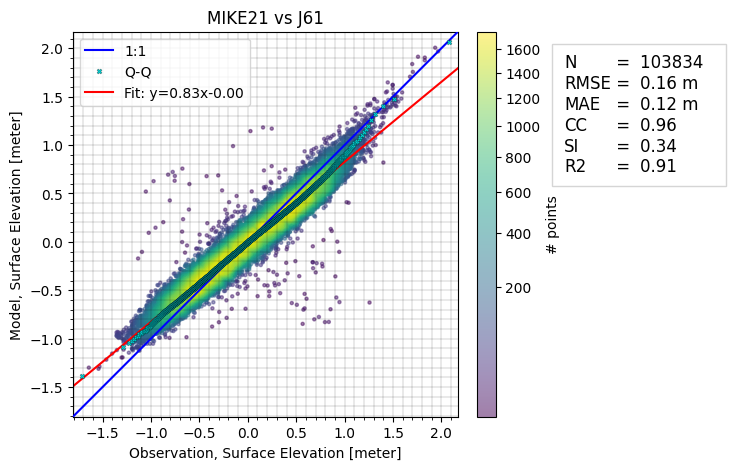 MIKE21 vs J61
1:1
Q-Q
Fit: y=0.83x-0.00
N = 103834
RMSE = 0.16 m
MAE = 0.12 m
CC = 0.96
SI = 0.34
R2 = 0.91
Model, Surface Elevation [meter]
2.0
1.5
1.0
0.5
0.0
−0.5
−1.0
−1.5
−1.5
−1.0
−0.5
0.0
0.5
1.0
1.5
2.0
Observation, Surface Elevation [meter]
1600
1400
1200
1000
800
600
400
200
# points